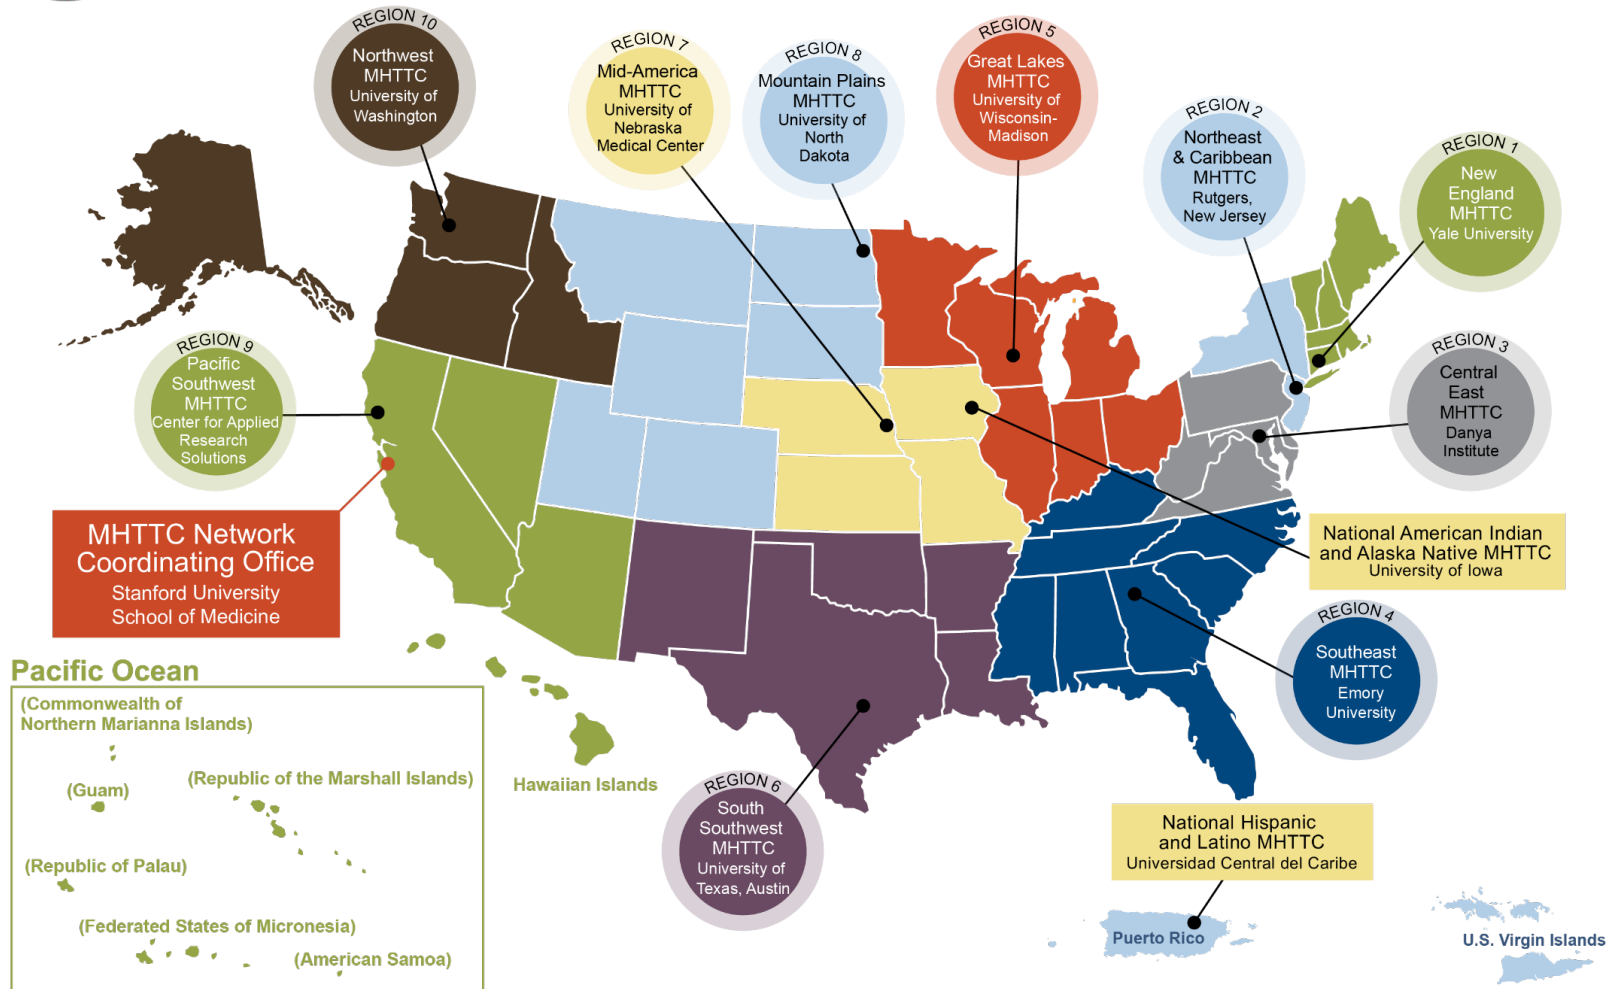 REGION 10
Northwest
MHTTC
University of
Washington
REGION 7
Mid-America
MHTTC
University of
Nebraska
Medical Center
REGION 8
Mountain Plains
MHTTC
University of
North
Dakota
REGION 5
Great Lakes
MHTTC
University of
Wisconsin-
Madison
REGION 2
Northeast
& Caribbean
MHTTC
Rutgers,
New Jersey
REGION 1
New
England
MHTTC
Yale University
REGION 9
Pacific
Southwest
MHTTC
Center for Applied
Research
Solutions
REGION 3
Central
East
MHTTC
Danya
Institute
MHTTC Network
Coordinating Office
Stanford University
School of Medicine
National American Indian
and Alaska Native MHTTC
University of Iowa
REGION 4
Southeast
MHTTC
Emory
University
Pacific Ocean
(Commonwealth of
Northern Marianna Islands)
(Guam)
(Republic of the Marshall Islands)
(Republic of Palau)
(Federated States of Micronesia)
(American Samoa)
Hawaiian Islands
REGION 6
South
Southwest
MHTTC
University of
Texas, Austin
National Hispanic
and Latino MHTTC
Universidad Central del Caribe
Puerto Rico
U.S. Virgin Islands